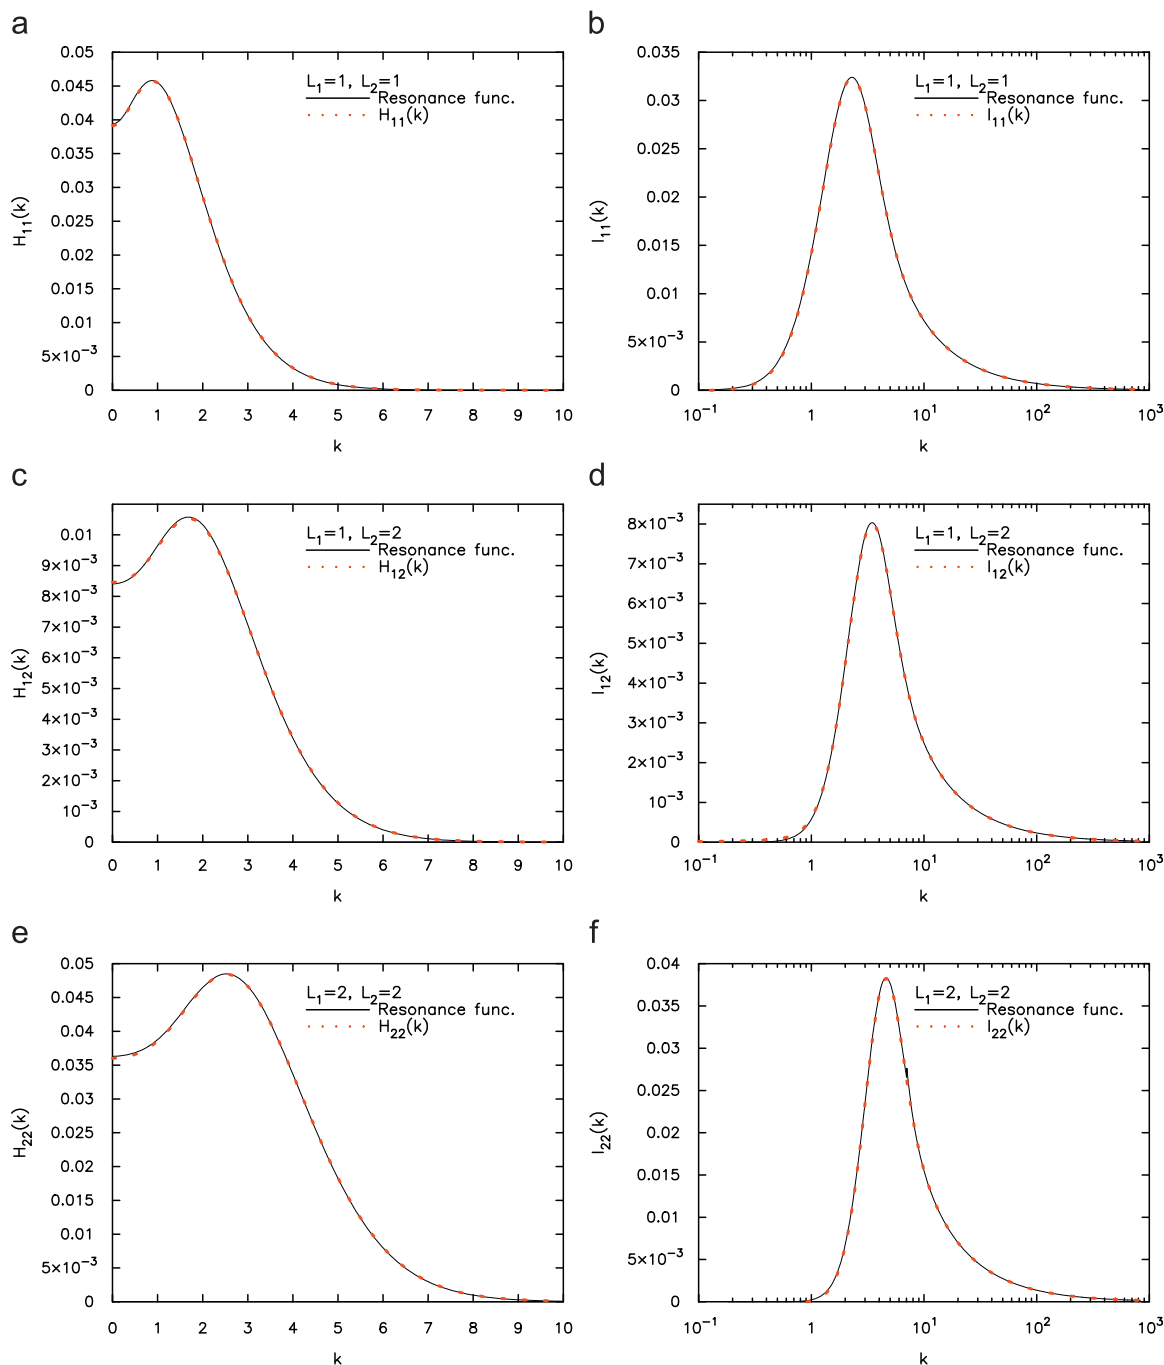 a
0.05
0.045
0.04
0.035
0.03
0.025
0.02
0.015
0.01
5×10⁻³
0
H₁₁(k)
L₁=1, L₂=1
Resonance func.
H₁₁(k)
0 1 2 3 4 5 6 7 8 9 10
k
b
0.035
0.03
0.025
0.02
0.015
0.01
5×10⁻³
0
I₁₁(k)
L₁=1, L₂=1
Resonance func.
I₁₁(k)
10⁻¹ 1 10¹ 10² 10³
k
c
0.01
9×10⁻³
8×10⁻³
7×10⁻³
6×10⁻³
5×10⁻³
4×10⁻³
3×10⁻³
2×10⁻³
10⁻³
0
H₁₂(k)
L₁=1, L₂=2
Resonance func.
H₁₂(k)
0 1 2 3 4 5 6 7 8 9 10
k
d
8×10⁻³
7×10⁻³
6×10⁻³
5×10⁻³
4×10⁻³
3×10⁻³
2×10⁻³
10⁻³
0
I₁₂(k)
L₁=1, L₂=2
Resonance func.
I₁₂(k)
10⁻¹ 1 10¹ 10² 10³
k
e
0.05
0.045
0.04
0.035
0.03
0.025
0.02
0.015
0.01
5×10⁻³
0
H₂₂(k)
L₁=2, L₂=2
Resonance func.
H₂₂(k)
0 1 2 3 4 5 6 7 8 9 10
k
f
0.04
0.035
0.03
0.025
0.02
0.015
0.01
5×10⁻³
0
I₂₂(k)
L₁=2, L₂=2
Resonance func.
I₂₂(k)
10⁻¹ 1 10¹ 10² 10³
k